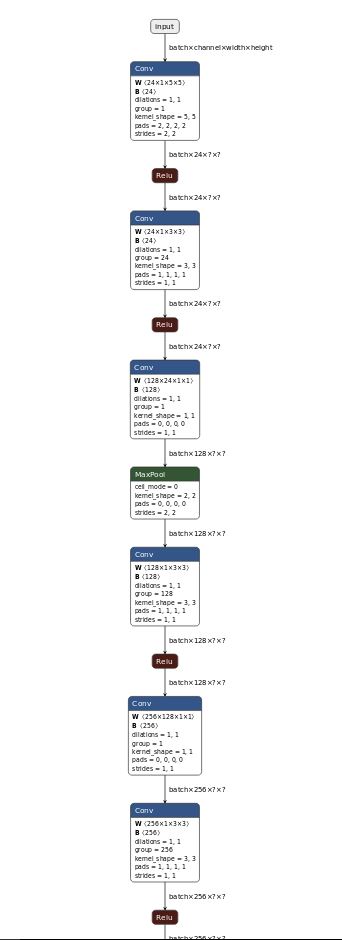 input
batch×channel×width×height
Conv
W ⟨24×1×5×5⟩
B ⟨24⟩
dilations = 1, 1
group = 1
kernel_shape = 5, 5
pads = 2, 2, 2, 2
strides = 2, 2
batch×24×?×?
Relu
batch×24×?×?
Conv
W ⟨24×1×3×3⟩
B ⟨24⟩
dilations = 1, 1
group = 24
kernel_shape = 3, 3
pads = 1, 1, 1, 1
strides = 1, 1
batch×24×?×?
Relu
batch×24×?×?
Conv
W ⟨128×24×1×1⟩
B ⟨128⟩
dilations = 1, 1
group = 1
kernel_shape = 1, 1
pads = 0, 0, 0, 0
strides = 1, 1
batch×128×?×?
MaxPool
ceil_mode = 0
kernel_shape = 2, 2
pads = 0, 0, 0, 0
strides = 2, 2
batch×128×?×?
Conv
W ⟨128×1×3×3⟩
B ⟨128⟩
dilations = 1, 1
group = 128
kernel_shape = 3, 3
pads = 1, 1, 1, 1
strides = 1, 1
batch×128×?×?
Relu
batch×128×?×?
Conv
W ⟨256×128×1×1⟩
B ⟨256⟩
dilations = 1, 1
group = 1
kernel_shape = 1, 1
pads = 0, 0, 0, 0
strides = 1, 1
batch×256×?×?
Conv
W ⟨256×1×3×3⟩
B ⟨256⟩
dilations = 1, 1
group = 256
kernel_shape = 3, 3
pads = 1, 1, 1, 1
strides = 1, 1
batch×256×?×?
Relu
batch×256×?×?